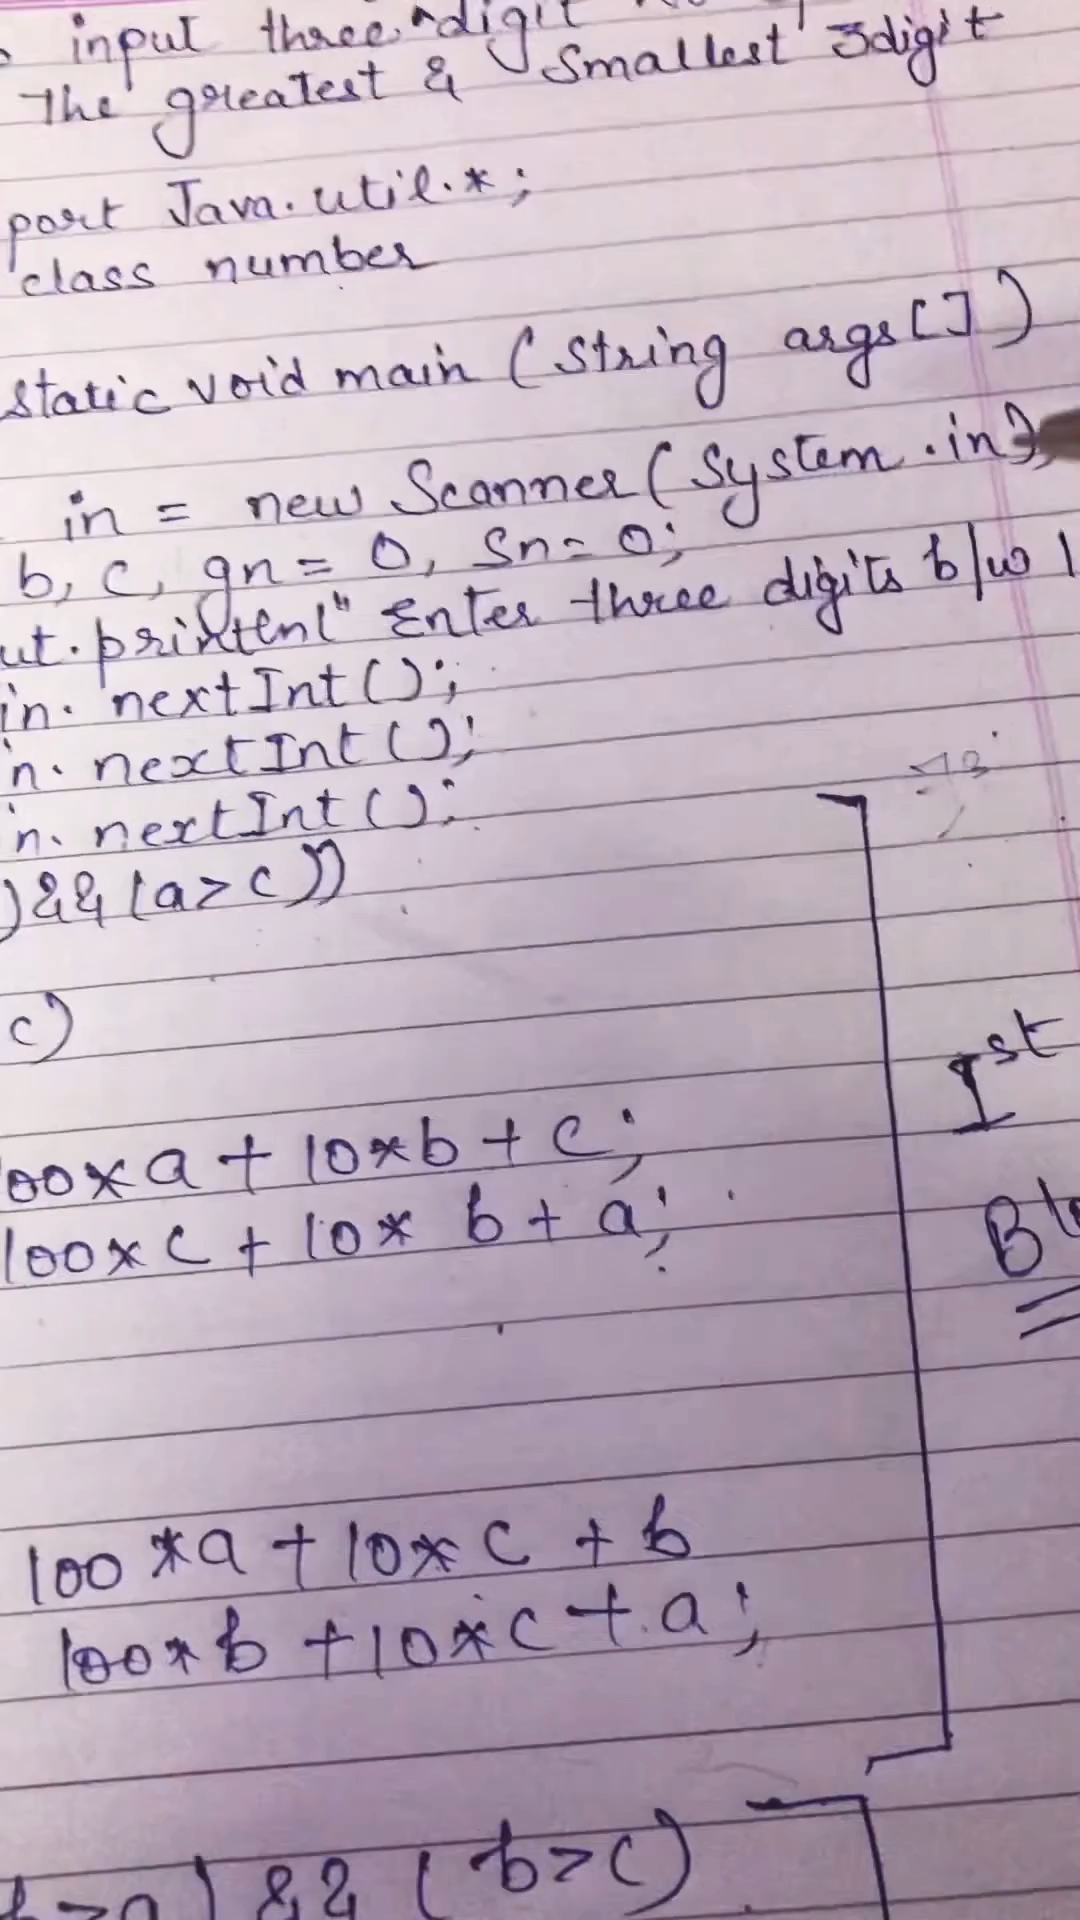 input three digit
The greatest & Smallest 3digit
port Java.util.*;
class number
static void main (String args[])
in = new Scanner(System.in)
b, c, gn = 0, Sn = 0;
ut.println" Enter three digits b/w 1
in. nextInt();
n. nextInt();
n. nextInt();
) && (a>c))
c)
00*a + 10*b + c;
100*c + 10* b + a;
100 *a + 10* c + b
100* b + 10*c + a;
b>a) && (b>c)
Ist